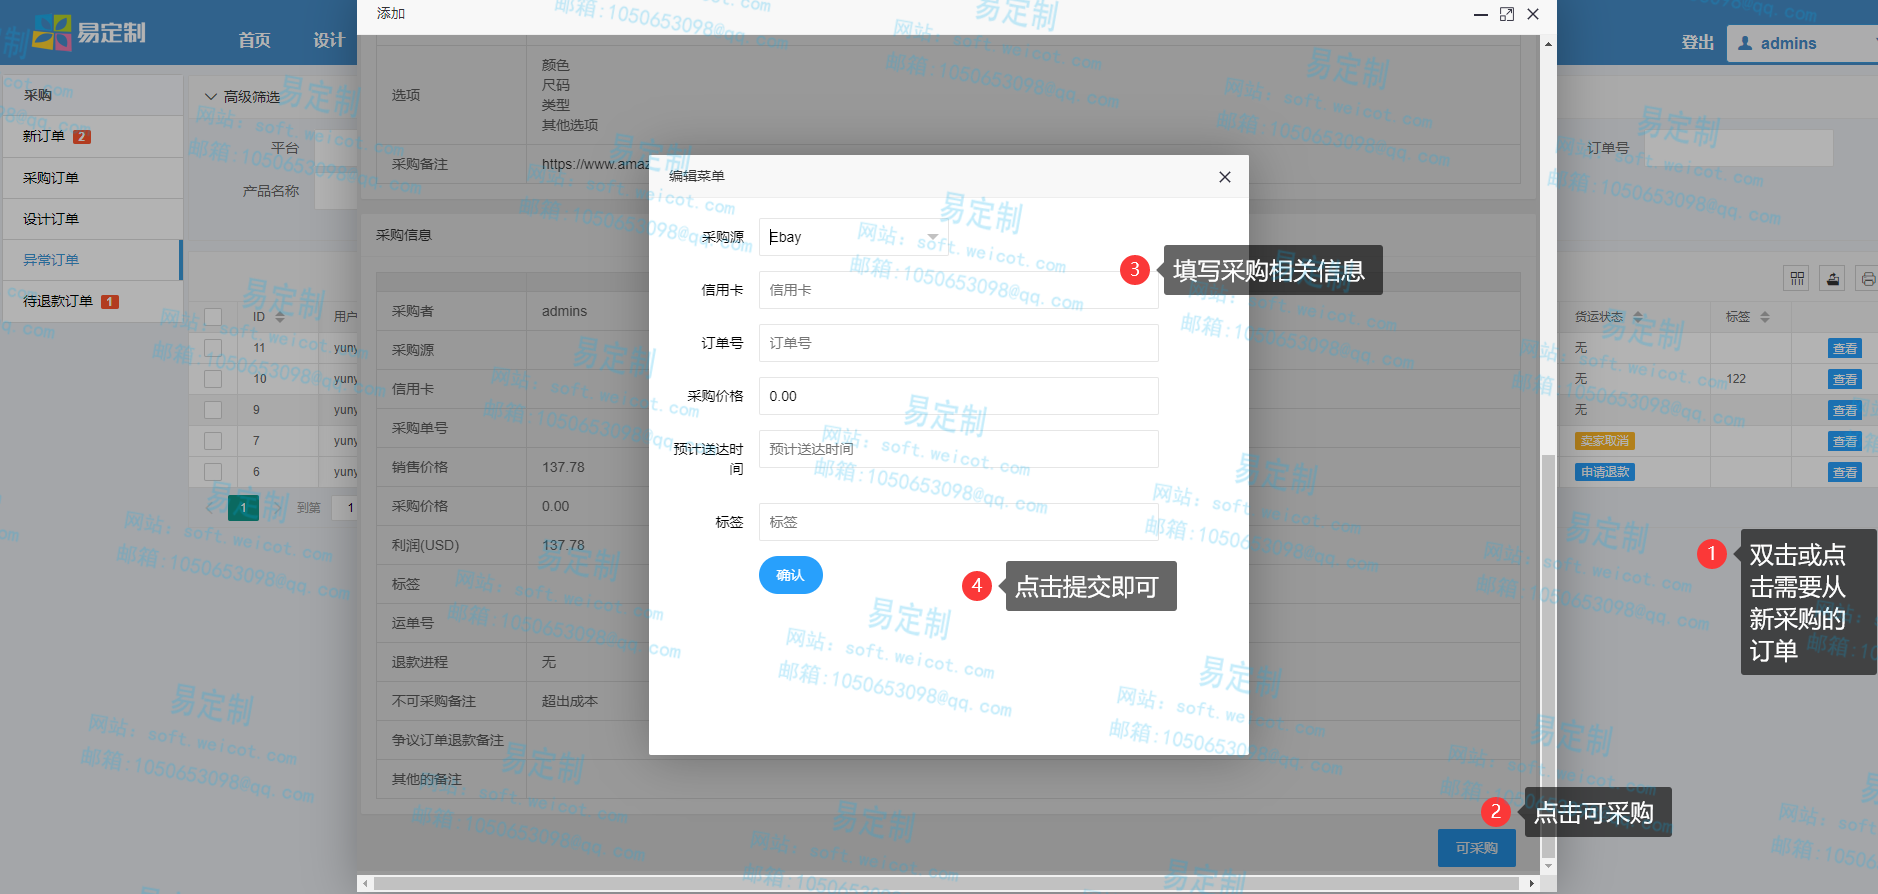 易定制
首页
设计
登出
admins
添加
采购
新订单 2
采购订单
设计订单
异常订单
待退款订单 1
高级筛选
平台
产品名称
订单号
ID
用户
货运状态
标签
11
yuny
无
查看
10
yuny
无
122
查看
9
yuny
无
查看
7
yuny
卖家取消
查看
6
yuny
申请退款
查看
1
到第
1
选项
颜色
尺码
类型
其他选项
采购备注
https://www.amaz
采购信息
采购者
admins
采购源
信用卡
采购单号
销售价格
137.78
采购价格
0.00
利润(USD)
137.78
标签
运单号
退款进程
无
不可采购备注
超出成本
争议订单退款备注
其他的备注
可采购
编辑菜单
采购源
Ebay
信用卡
信用卡
订单号
订单号
采购价格
0.00
预计送达时
间
预计送达时间
标签
标签
确认
1
双击或点
击需要从
新采购的
订单
2
点击可采购
3
填写采购相关信息
4
点击提交即可
易定制
网站: soft.weicot.com
邮箱:1050653098@qq.com